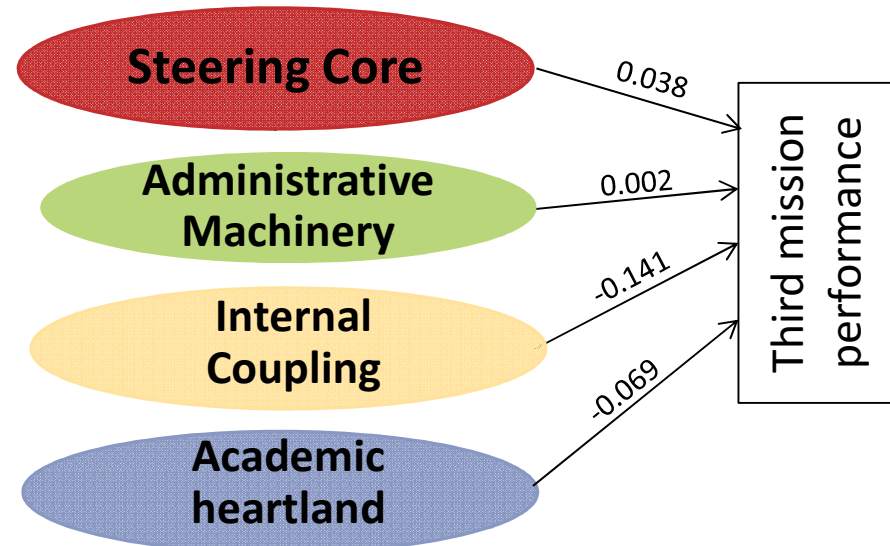 Steering Core
0.038
Administrative
Machinery
0.002
Internal
Coupling
-0.141
Academic
heartland
-0.069
Third mission
performance